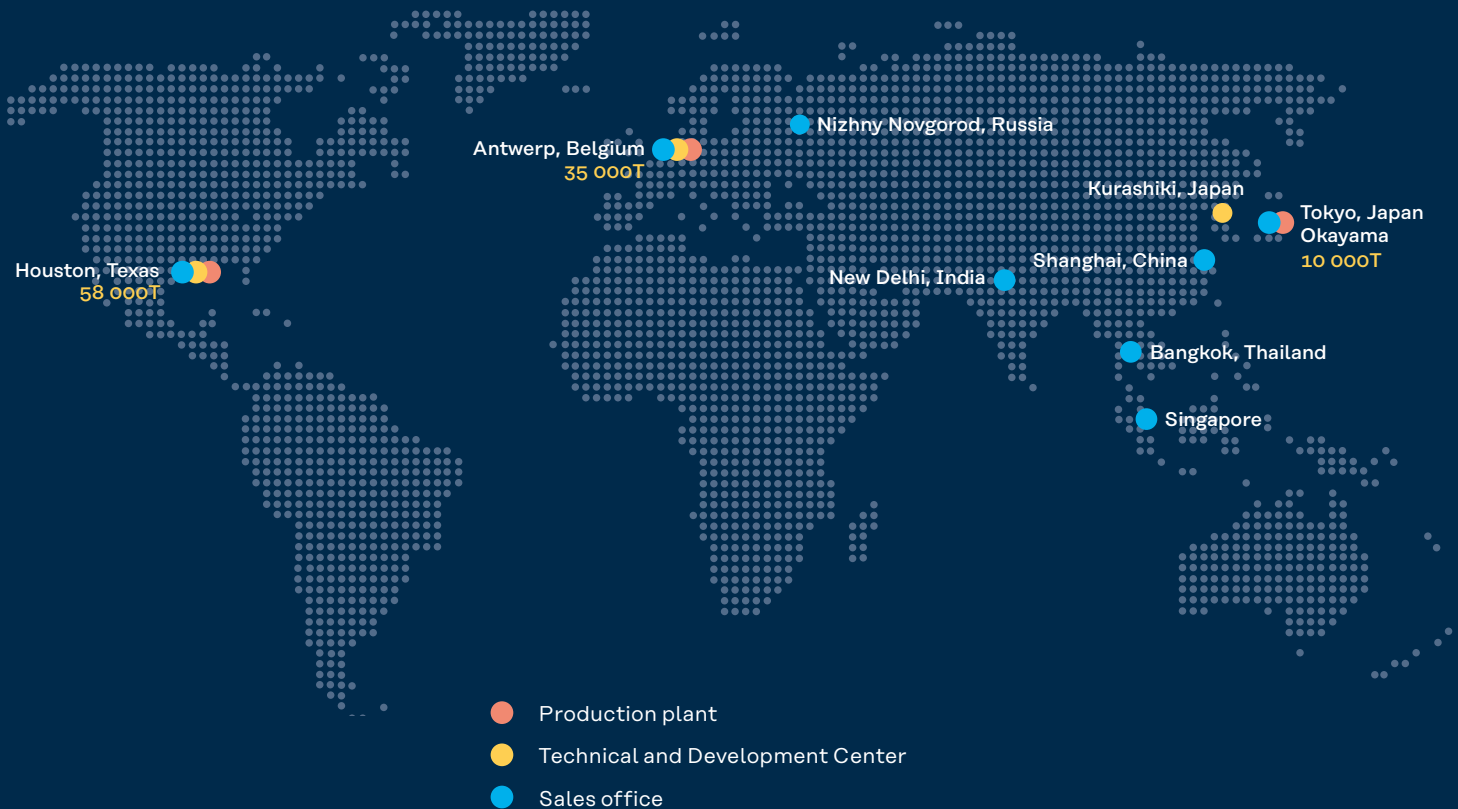 Nizhny Novgorod, Russia
Antwerp, Belgium
35 000T
Kurashiki, Japan
Tokyo, Japan
Okayama
10 000T
Shanghai, China
Houston, Texas
58 000T
New Delhi, India
Bangkok, Thailand
Singapore
Production plant
Technical and Development Center
Sales office